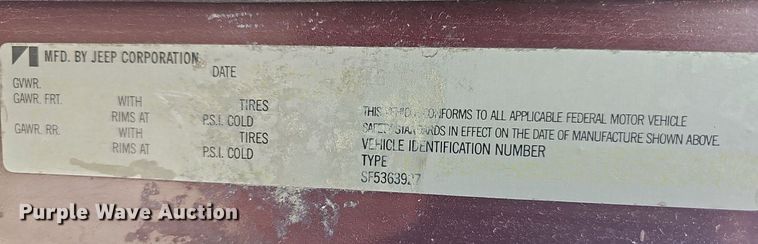 MFD. BY JEEP CORPORATION
DATE
GVWR.
GAWR. FRT. WITH TIRES
RIMS AT P.S.I. COLD
GAWR. RR. WITH TIRES
RIMS AT P.S.I. COLD
THIS VEHICLE CONFORMS TO ALL APPLICABLE FEDERAL MOTOR VEHICLE
SAFETY STANDARDS IN EFFECT ON THE DATE OF MANUFACTURE SHOWN ABOVE.
VEHICLE IDENTIFICATION NUMBER
TYPE
Purple Wave Auction